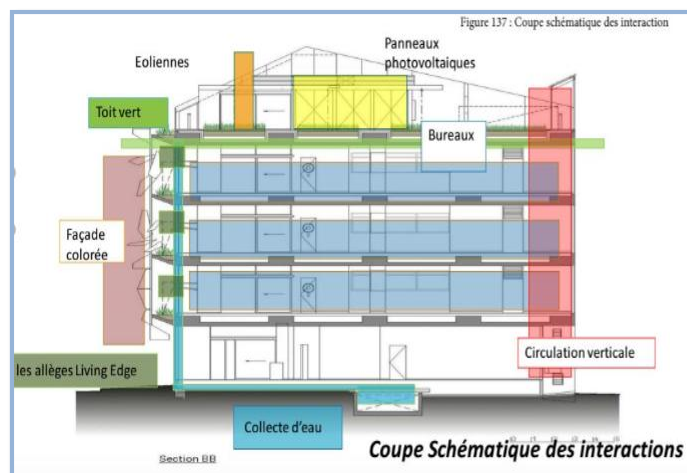 Figure 137 : Coupe schématique des interaction
Eoliennes
Panneaux
photovoltaiques
Toit vert
Bureaux
Façade
colorée
Circulation verticale
les allèges Living Edge
Collecte d'eau
Coupe Schématique des interactions
Section BB